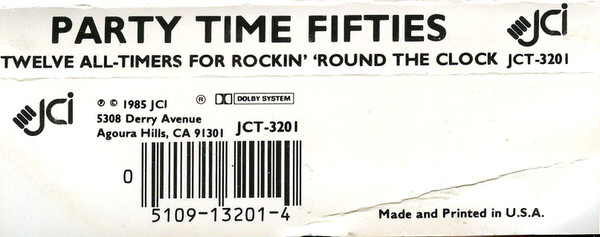 PARTY TIME FIFTIES
JCi
TWELVE ALL-TIMERS FOR ROCKIN' 'ROUND THE CLOCK JCT-3201
JCi
℗ © 1985 JCI ® DOLBY SYSTEM
5308 Derry Avenue
Agoura Hills, CA 91301 JCT-3201
0
5109-13201-4
Made and Printed in U.S.A.